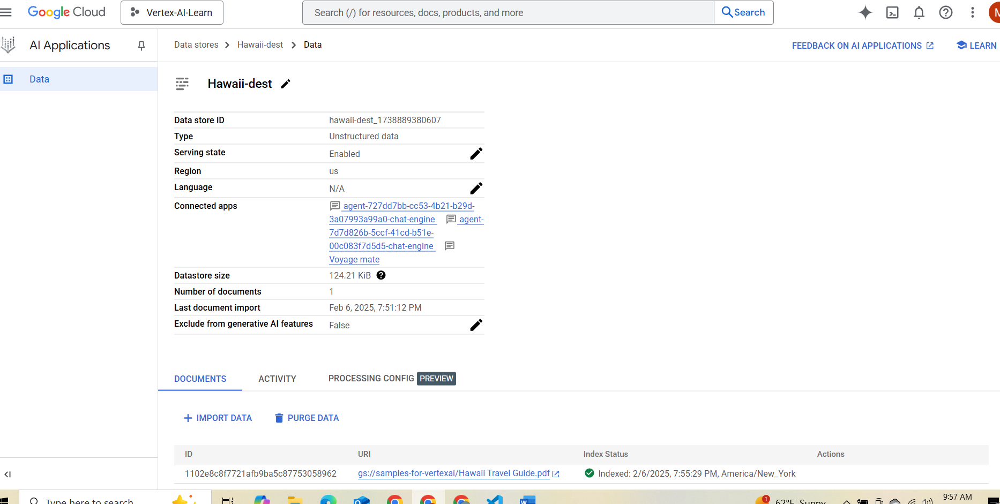 Google Cloud
Vertex-AI-Learn
Search (/) for resources, docs, products, and more
Search
M
AI Applications
Data stores
Hawaii-dest
Data
FEEDBACK ON AI APPLICATIONS
LEARN
Data
Hawaii-dest
Data store ID hawaii-dest_1738889380607
Type Unstructured data
Serving state Enabled
Region us
Language N/A
Connected apps agent-727dd7bb-cc53-4b21-b29d-
3a07993a99a0-chat-engine agent-
7d7d826b-5ccf-41cd-b51e-
00c083f7d5d5-chat-engine
Voyage mate
Datastore size 124.21 KiB
Number of documents 1
Last document import Feb 6, 2025, 7:51:12 PM
Exclude from generative AI features False
DOCUMENTS ACTIVITY PROCESSING CONFIG PREVIEW
IMPORT DATA PURGE DATA
ID URI Index Status Actions
1102e8c8f7721afb9ba5c87753058962 gs://samples-for-vertexai/Hawaii Travel Guide.pdf Indexed: 2/6/2025, 7:55:29 PM, America/New_York
Type here to search
1
62°F Sunny
9:57 AM